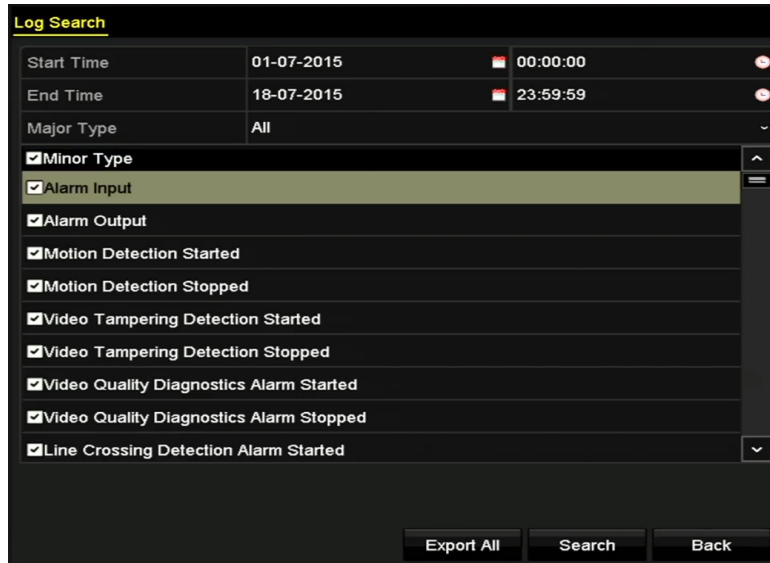 Log Search
Start Time 01-07-2015 00:00:00
End Time 18-07-2015 23:59:59
Major Type All
Minor Type
Alarm Input
Alarm Output
Motion Detection Started
Motion Detection Stopped
Video Tampering Detection Started
Video Tampering Detection Stopped
Video Quality Diagnostics Alarm Started
Video Quality Diagnostics Alarm Stopped
Line Crossing Detection Alarm Started
Export All Search Back